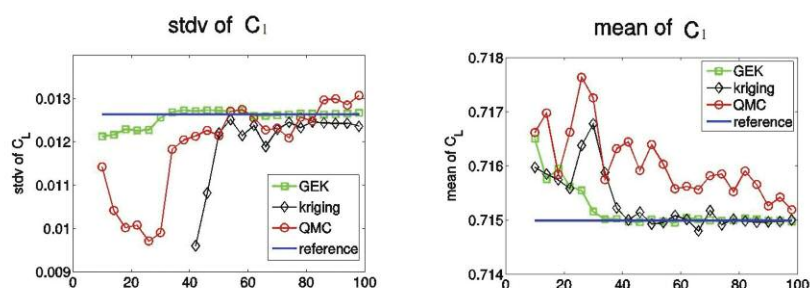 stdv of C₁
stdv of C_L
0.013
0.012
0.011
0.01
0.009
0
20
40
60
80
100
GEK
kriging
QMC
reference
mean of C₁
mean of C_L
0.718
0.717
0.716
0.715
0.714
0
20
40
60
80
100
GEK
kriging
QMC
reference